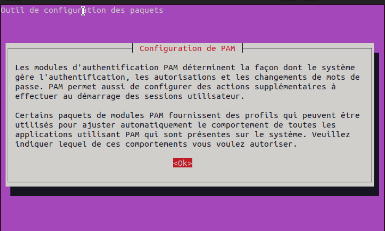 Outil de configuration des paquets
Configuration de PAM
Les modules d'authentification PAM déterminent la façon dont le système
gère l'authentification, les autorisations et les changements de mots de
passe. PAM permet aussi de configurer des actions supplémentaires à
effectuer au démarrage des sessions utilisateur.
Certains paquets de modules PAM fournissent des profils qui peuvent être
utilisés pour ajuster automatiquement le comportement de toutes les
applications utilisant PAM qui sont présentes sur le système. Veuillez
indiquer lequel de ces comportements vous voulez autoriser.
<Ok>